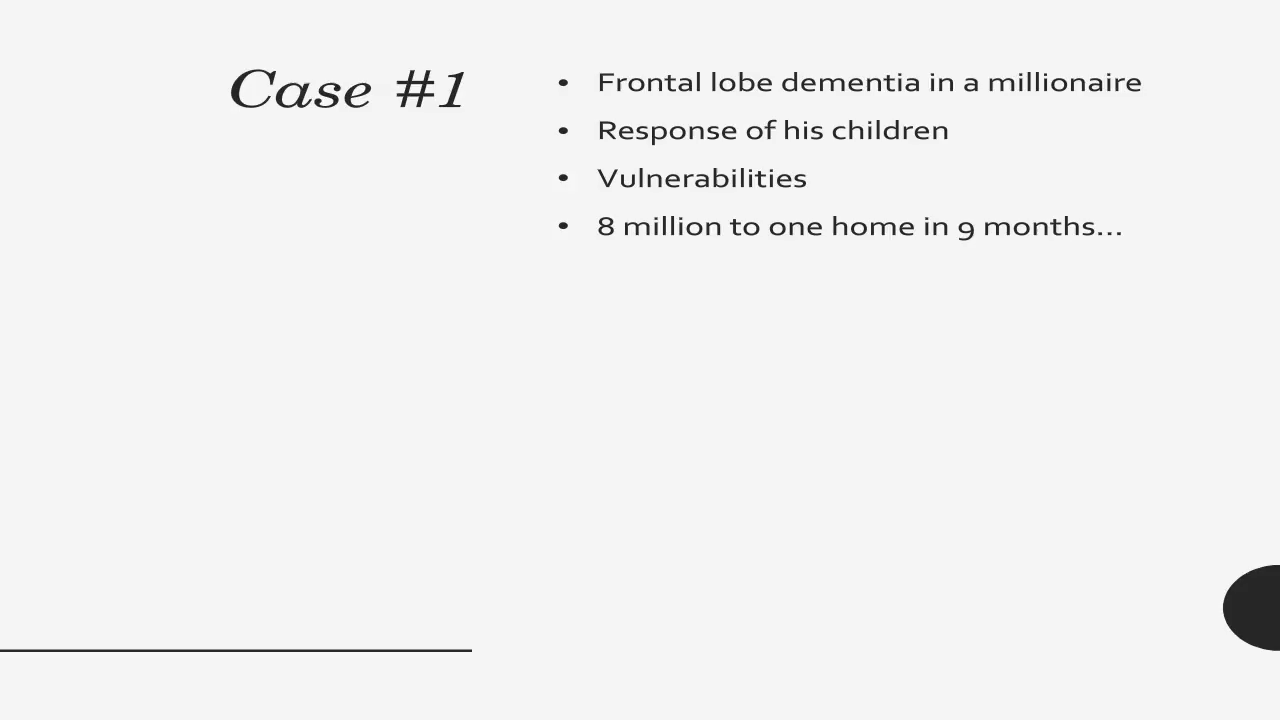 Case #1
• Frontal lobe dementia in a millionaire
• Response of his children
• Vulnerabilities
• 8 million to one home in 9 months...